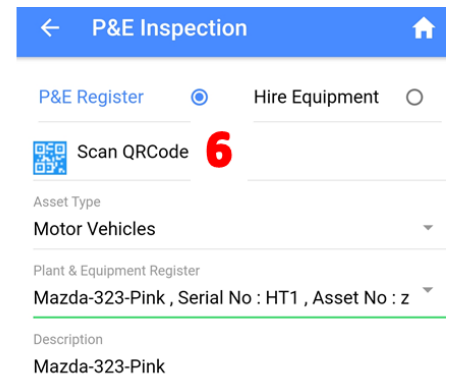 P&E Inspection
P&E Register
Hire Equipment
Scan QRCode 6
Asset Type
Motor Vehicles
Plant & Equipment Register
Mazda-323-Pink , Serial No : HT1 , Asset No : z
Description
Mazda-323-Pink